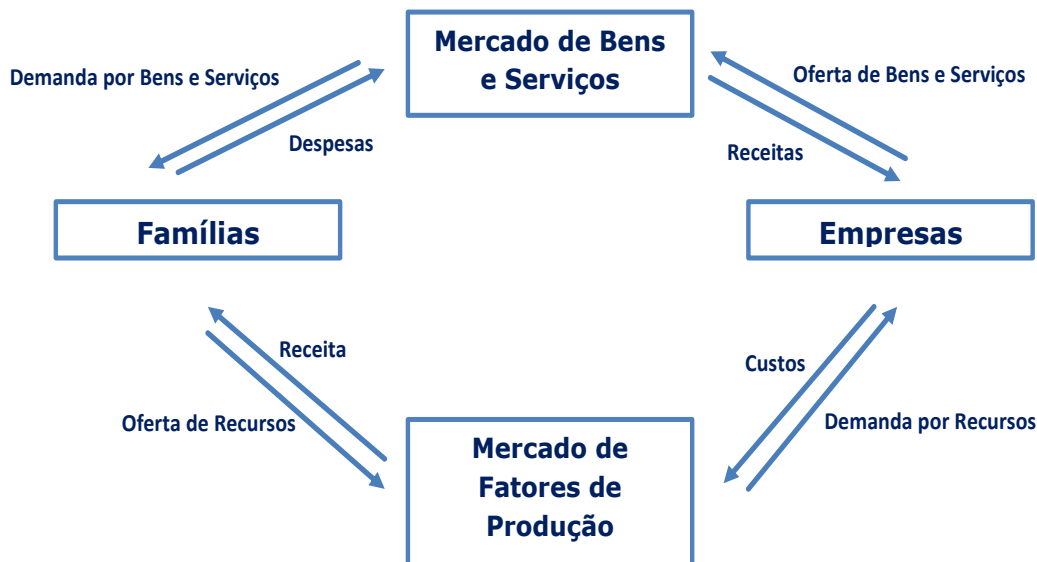 Mercado de Bens
e Serviços
Demanda por Bens e Serviços
Oferta de Bens e Serviços
Despesas
Receitas
Famílias
Empresas
Receita
Custos
Oferta de Recursos
Demanda por Recursos
Mercado de
Fatores de
Produção